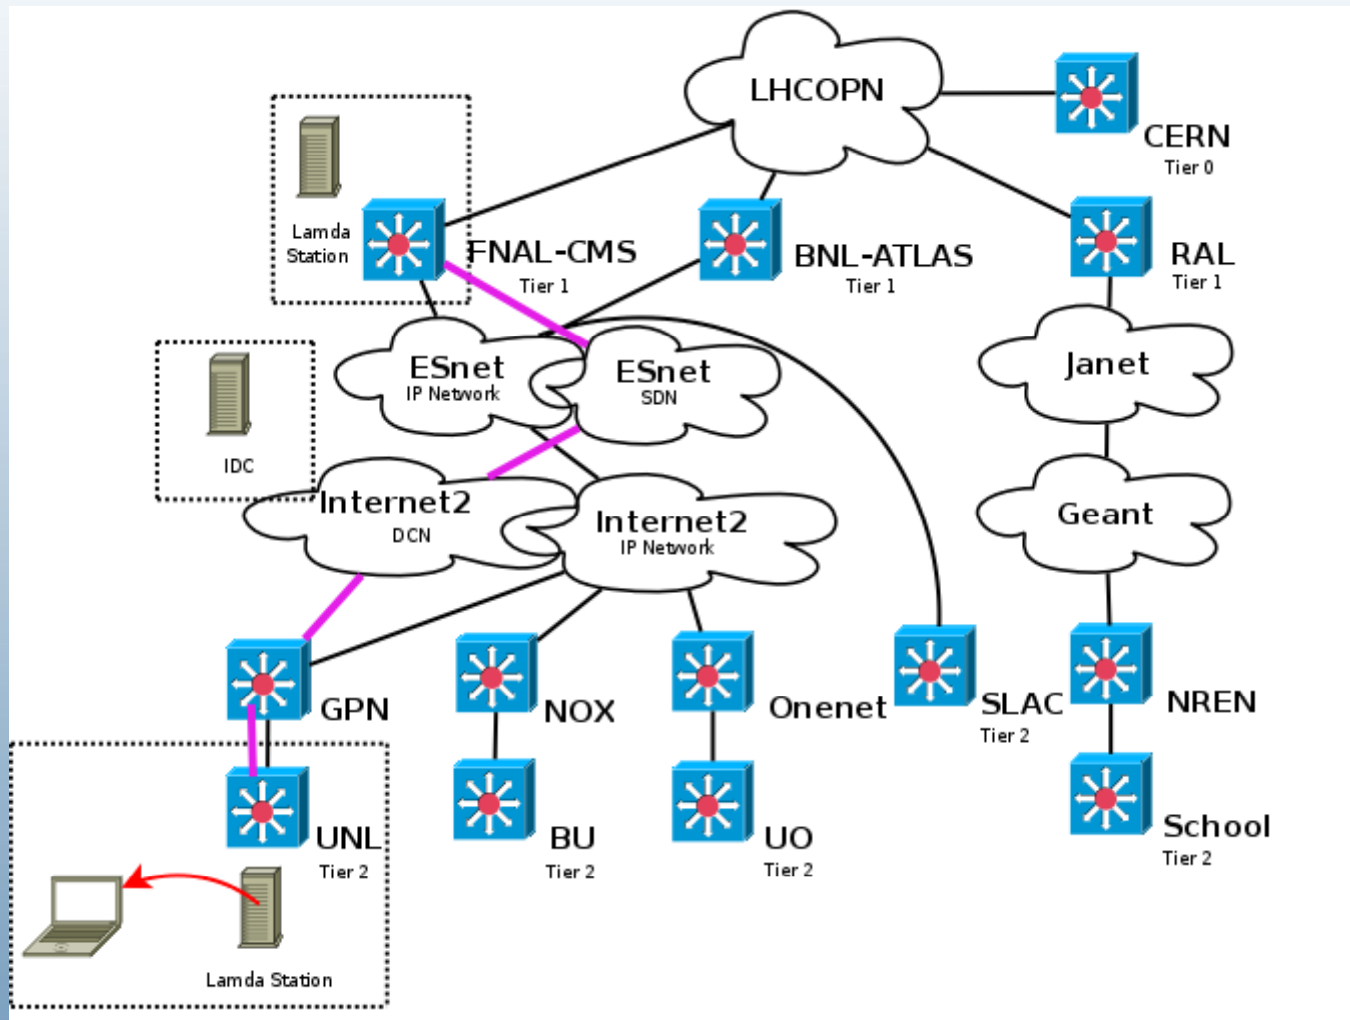 LHCOPN
CERN
Tier 0
Lamda
Station
FNAL-CMS
Tier 1
BNL-ATLAS
Tier 1
RAL
Tier 1
ESnet
IP Network
ESnet
SDN
Janet
IDC
Internet2
DCN
Internet2
IP Network
Geant
GPN
NOX
Onenet
SLAC
Tier 2
NREN
UNL
Tier 2
BU
Tier 2
UO
Tier 2
School
Tier 2
Lamda Station